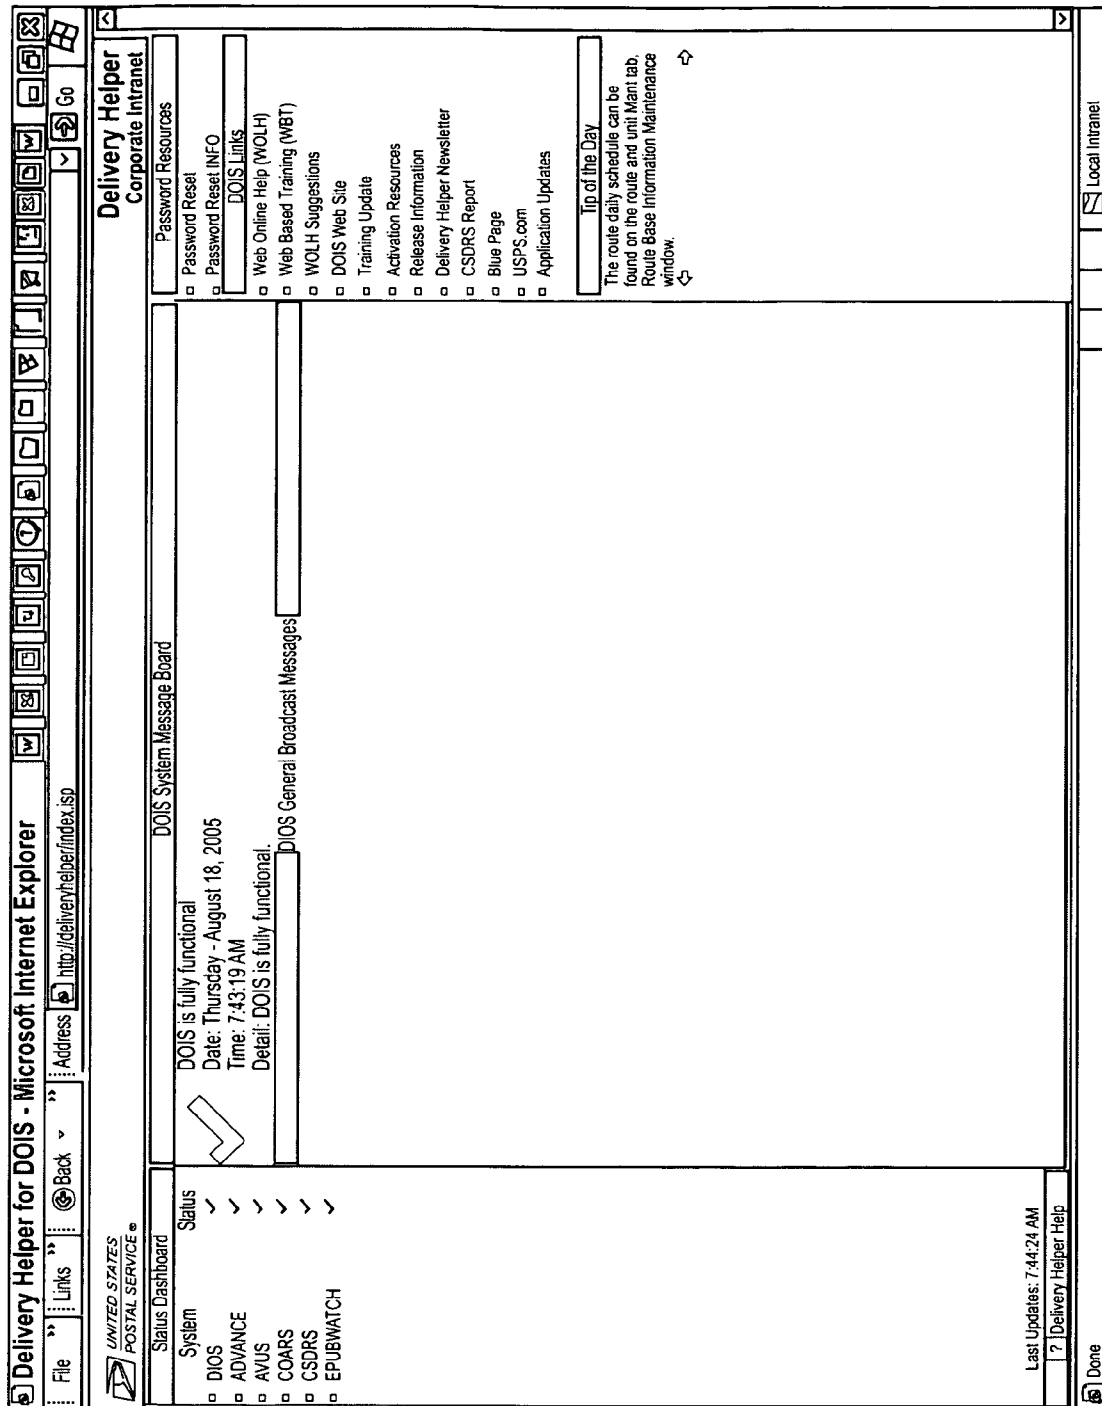 Delivery Helper for DOIS - Microsoft Internet Explorer
File » Links » Back » Address http://deliveryhelper/index.isp Go
UNITED STATES
POSTAL SERVICE ®
Delivery Helper
Corporate Intranet
Status Dashboard
System Status
DIOS
ADVANCE
AVUS
COARS
CSDRS
EPUBWATCH
Last Updates: 7:44:24 AM
? Delivery Helper Help
DOIS System Message Board
DOIS is fully functional
Date: Thursday - August 18, 2005
Time: 7:43:19 AM
Detail: DOIS is fully functional.
DIOS General Broadcast Messages
Password Resources
Password Reset
Password Reset INFO
DOIS Links
Web Online Help (WOLH)
Web Based Training (WBT)
WOLH Suggestions
DOIS Web Site
Training Update
Activation Resources
Release Information
Delivery Helper Newsletter
CSDRS Report
Blue Page
USPS.com
Application Updates
Tip of the Day
The route daily schedule can be
found on the route and unit Mant tab,
Route Base Information Maintenance
window.
Done
Local Intranel